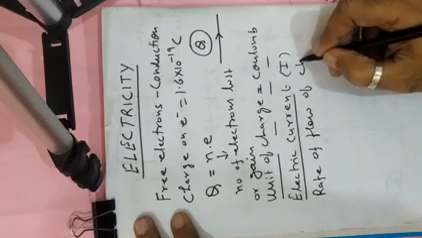 ELECTRICITY
Free electrons - Conduction
Charge on e⁻ = 1.6×10⁻¹⁹ C
Q = n.e Q
↓
no of electrons lost
or gain
Unit of charge = Coulomb
Electric Current (I)
Rate of flow of